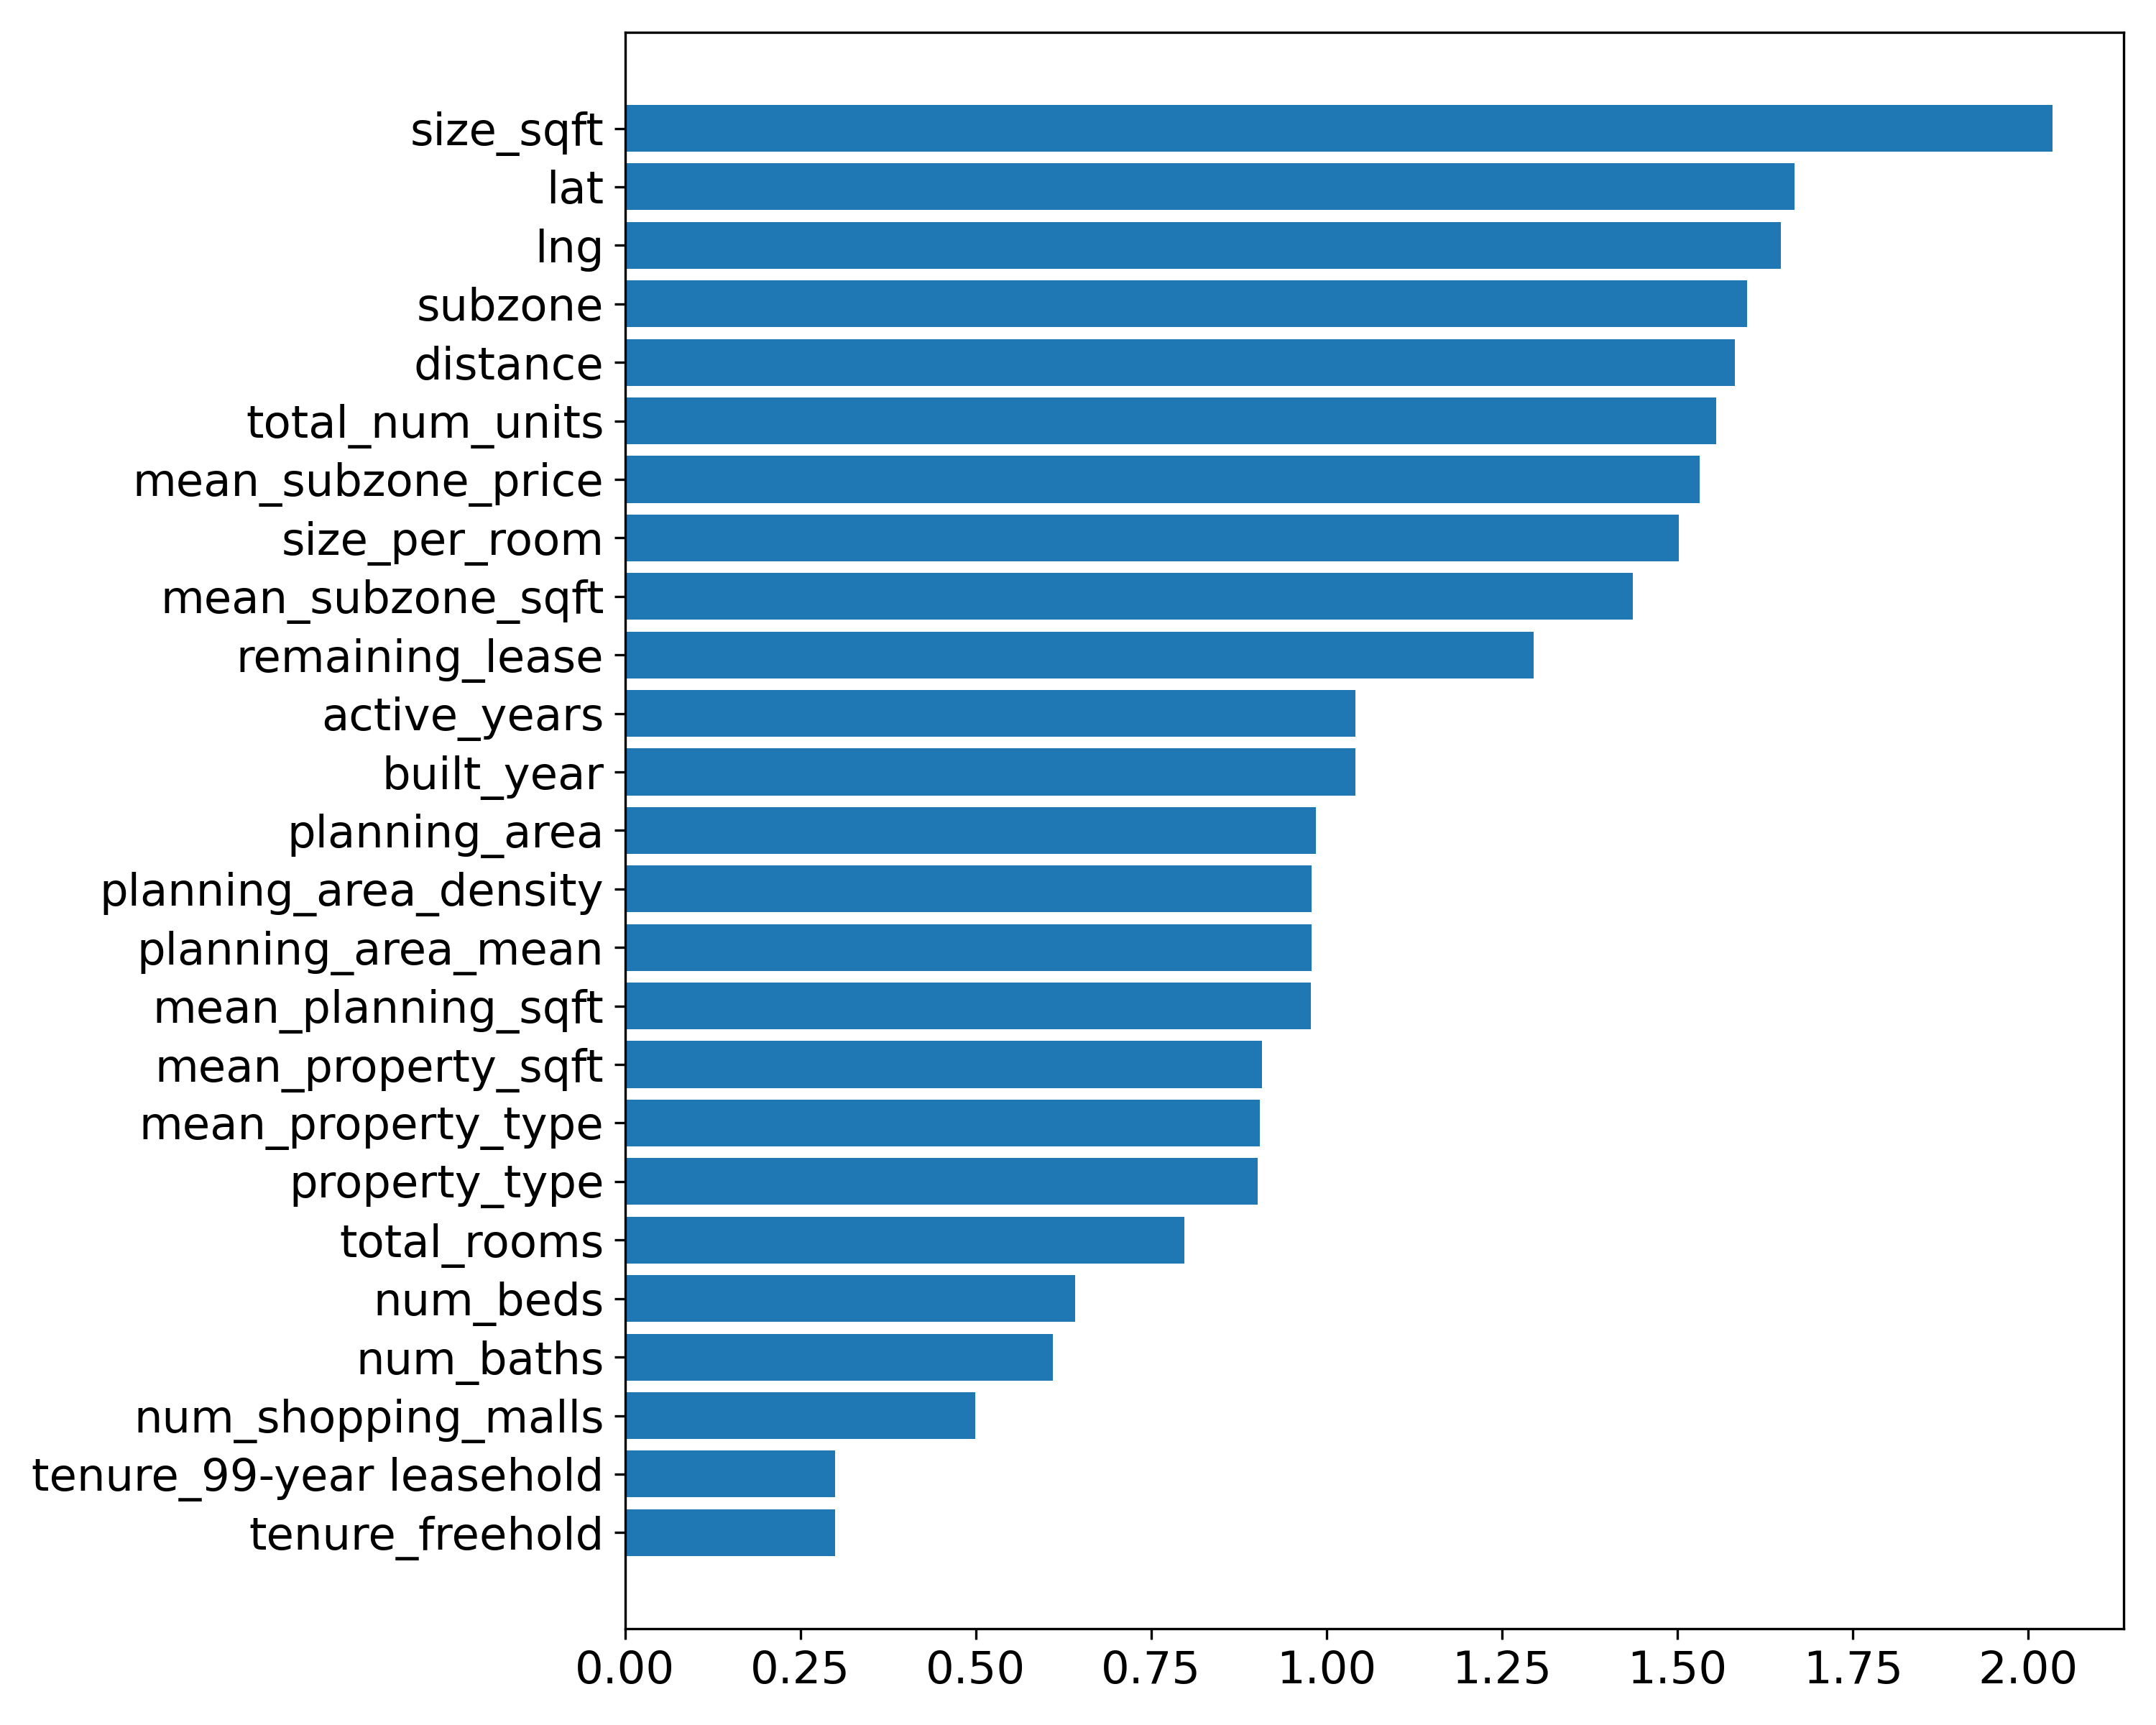 size_sqft
lat
lng
subzone
distance
total_num_units
mean_subzone_price
size_per_room
mean_subzone_sqft
remaining_lease
active_years
built_year
planning_area
planning_area_density
planning_area_mean
mean_planning_sqft
mean_property_sqft
mean_property_type
property_type
total_rooms
num_beds
num_baths
num_shopping_malls
tenure_99-year leasehold
tenure_freehold
0.00 0.25 0.50 0.75 1.00 1.25 1.50 1.75 2.00